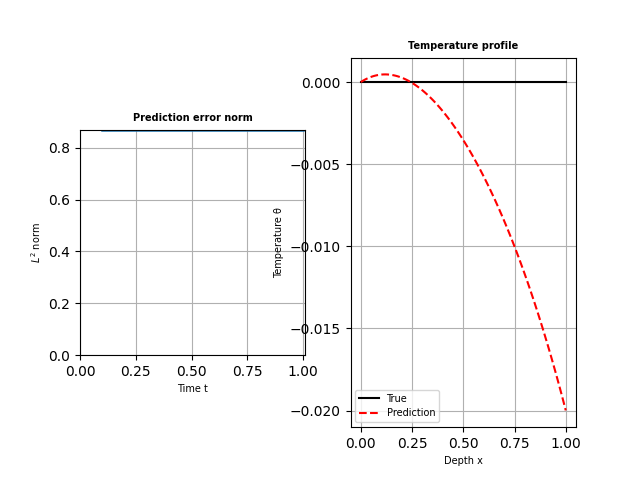 Prediction error norm
0.8
0.6
0.4
0.2
0.0
L² norm
0.00 0.25 0.50 0.75 1.00
Time t
Temperature profile
0.000
−0.005
−0.010
−0.015
−0.020
Temperature θ
True
Prediction
0.00 0.25 0.50 0.75 1.00
Depth x